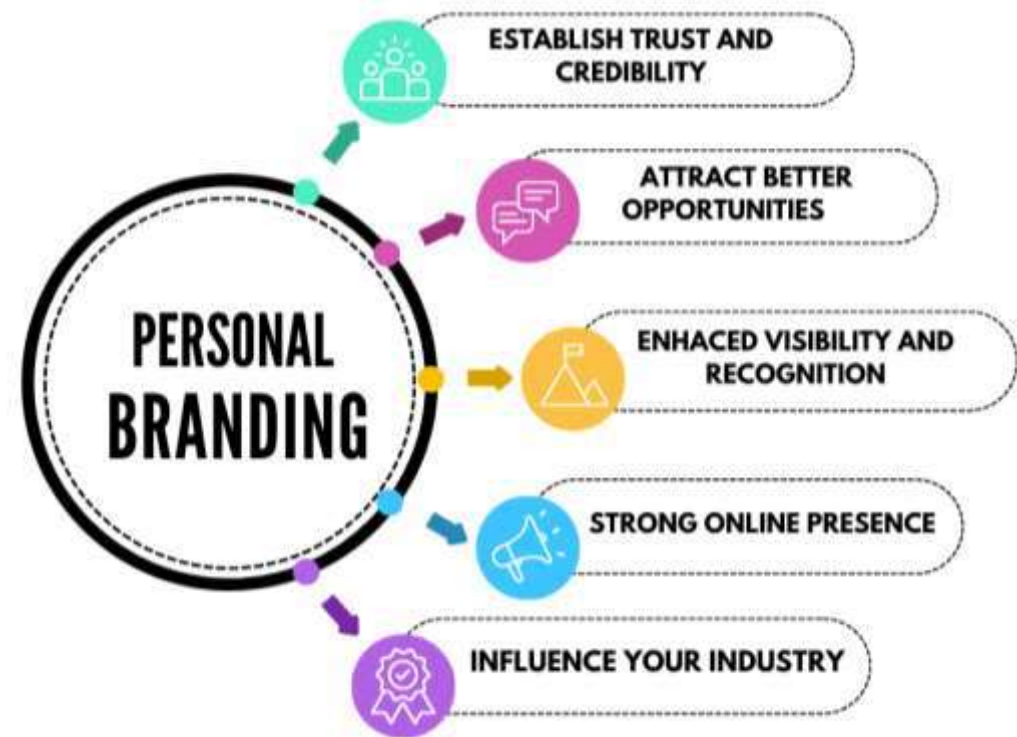 PERSONAL
BRANDING
ESTABLISH TRUST AND
CREDIBILITY
ATTRACT BETTER
OPPORTUNITIES
ENHACED VISIBILITY AND
RECOGNITION
STRONG ONLINE PRESENCE
INFLUENCE YOUR INDUSTRY